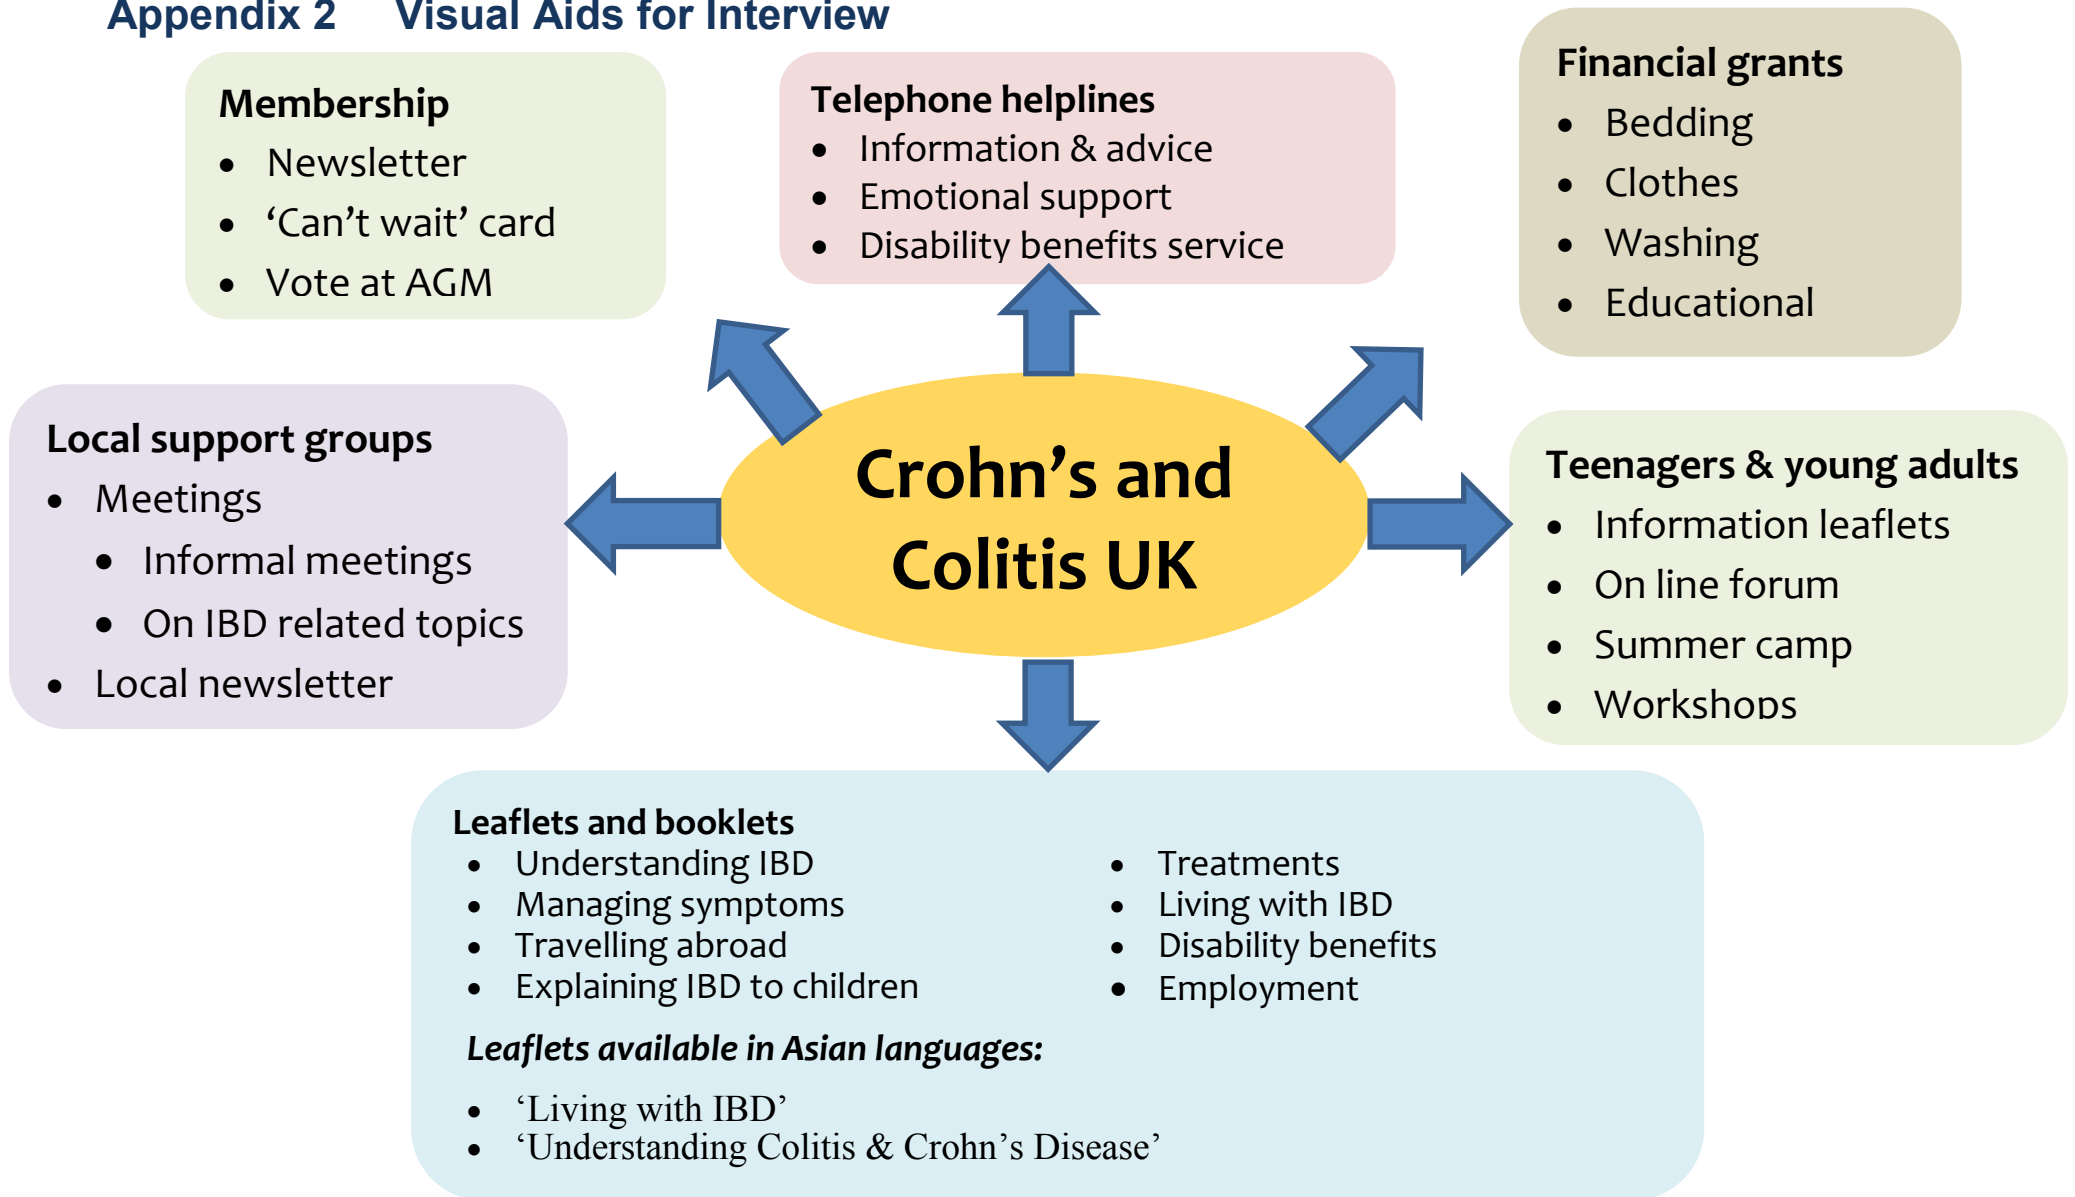 Appendix 2 Visual Aids for Interview
Membership
• Newsletter
• ‘Can’t wait’ card
• Vote at AGM
Telephone helplines
• Information & advice
• Emotional support
• Disability benefits service
Financial grants
• Bedding
• Clothes
• Washing
• Educational
Local support groups
• Meetings
• Informal meetings
• On IBD related topics
• Local newsletter
Crohn’s and
Colitis UK
Teenagers & young adults
• Information leaflets
• On line forum
• Summer camp
• Workshops
Leaflets and booklets
• Understanding IBD
• Managing symptoms
• Travelling abroad
• Explaining IBD to children
• Treatments
• Living with IBD
• Disability benefits
• Employment
Leaflets available in Asian languages:
• ‘Living with IBD’
• ‘Understanding Colitis & Crohn’s Disease’